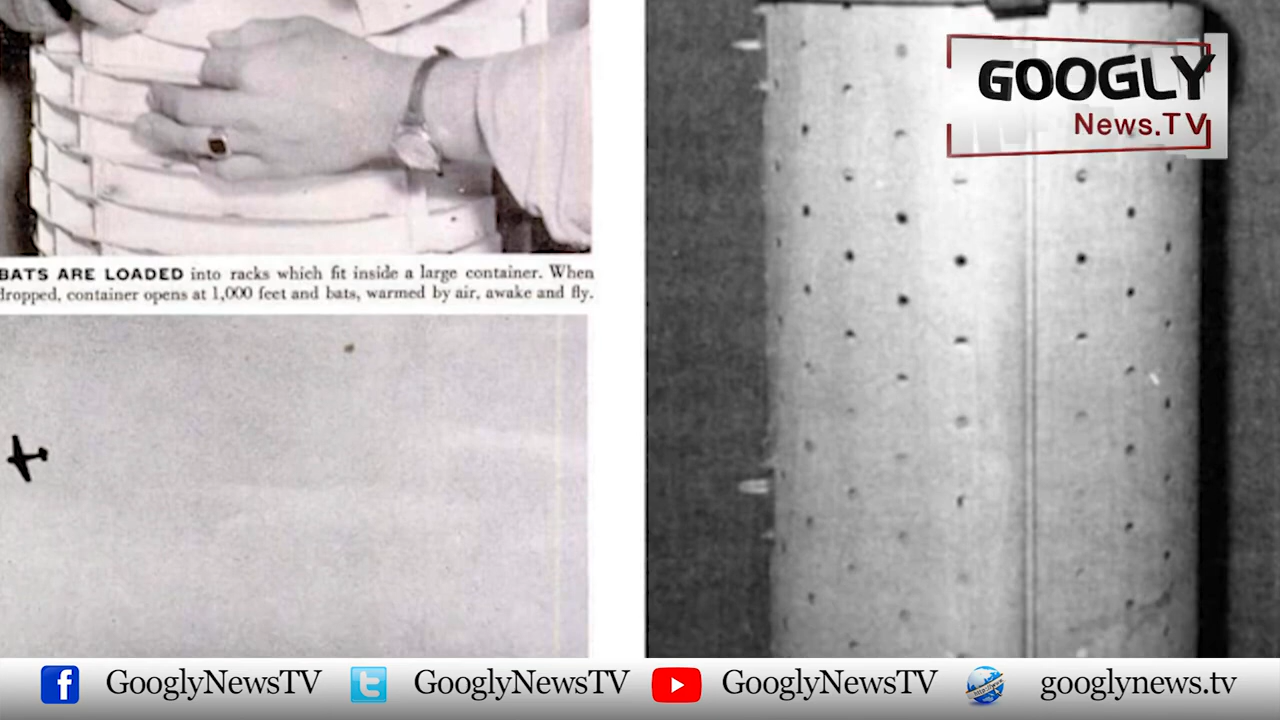 GOOGLY
News.TV
BATS ARE LOADED into racks which fit inside a large container. When
dropped, container opens at 1,000 feet and bats, warmed by air, awake and fly.
GooglyNewsTV
GooglyNewsTV
GooglyNewsTV
googlynews.tv